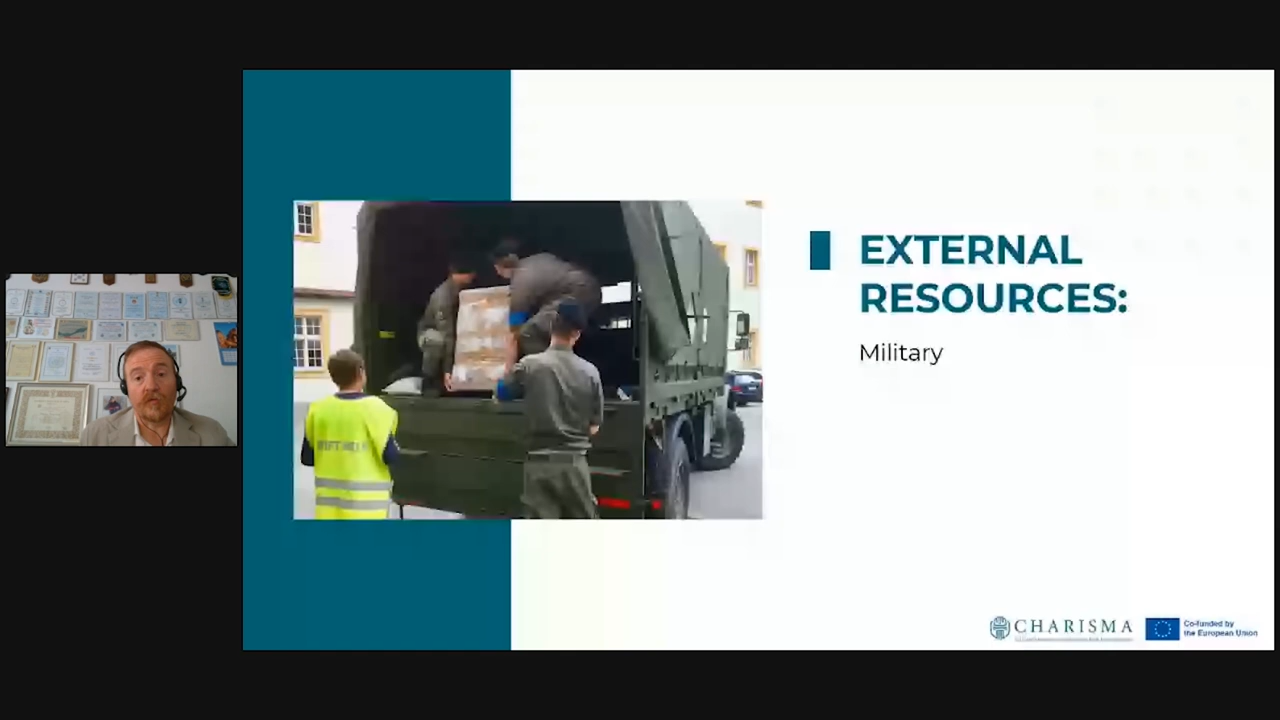 EXTERNAL
RESOURCES:
Military
CHARISMA
Co-funded by
the European Union